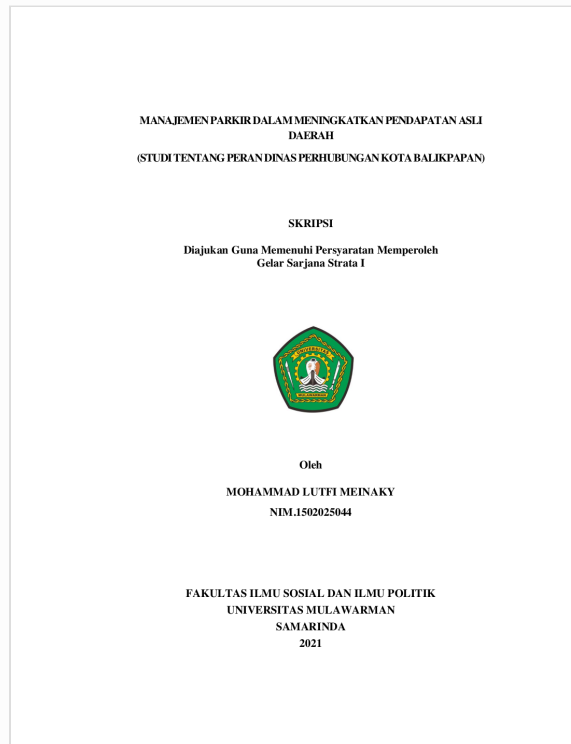 MANAJEMEN PARKIR DALAM MENINGKATKAN PENDAPATAN ASLI
DAERAH
(STUDI TENTANG PERAN DINAS PERHUBUNGAN KOTA BALIKPAPAN)
SKRIPSI
Diajukan Guna Memenuhi Persyaratan Memperoleh
Gelar Sarjana Strata I
UNIVERSITAS
MULAWARMAN
Oleh
MOHAMMAD LUTFI MEINAKY
NIM.1502025044
FAKULTAS ILMU SOSIAL DAN ILMU POLITIK
UNIVERSITAS MULAWARMAN
SAMARINDA
2021